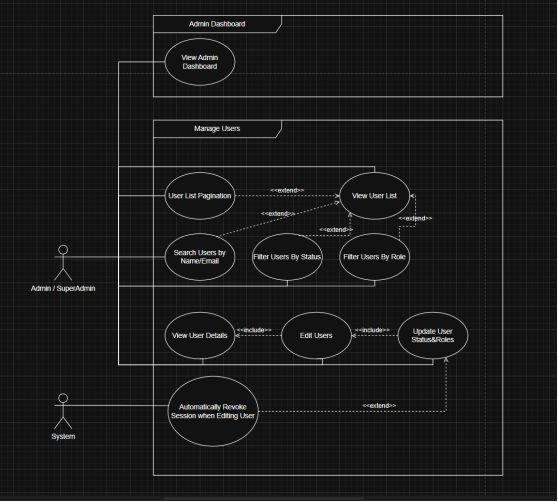 Admin Dashboard
View Admin
Dashboard
Manage Users
User List Pagination
<<extend>>
View User List
<<extend>>
<<extend>>
<<extend>>
Search Users by
Name/Email
Filter Users By Status
Filter Users By Role
Admin / SuperAdmin
View User Details
<<include>>
Edit Users
<<include>>
Update User
Status&Roles
Automatically Revoke
Session when Editing User
<<extend>>
System